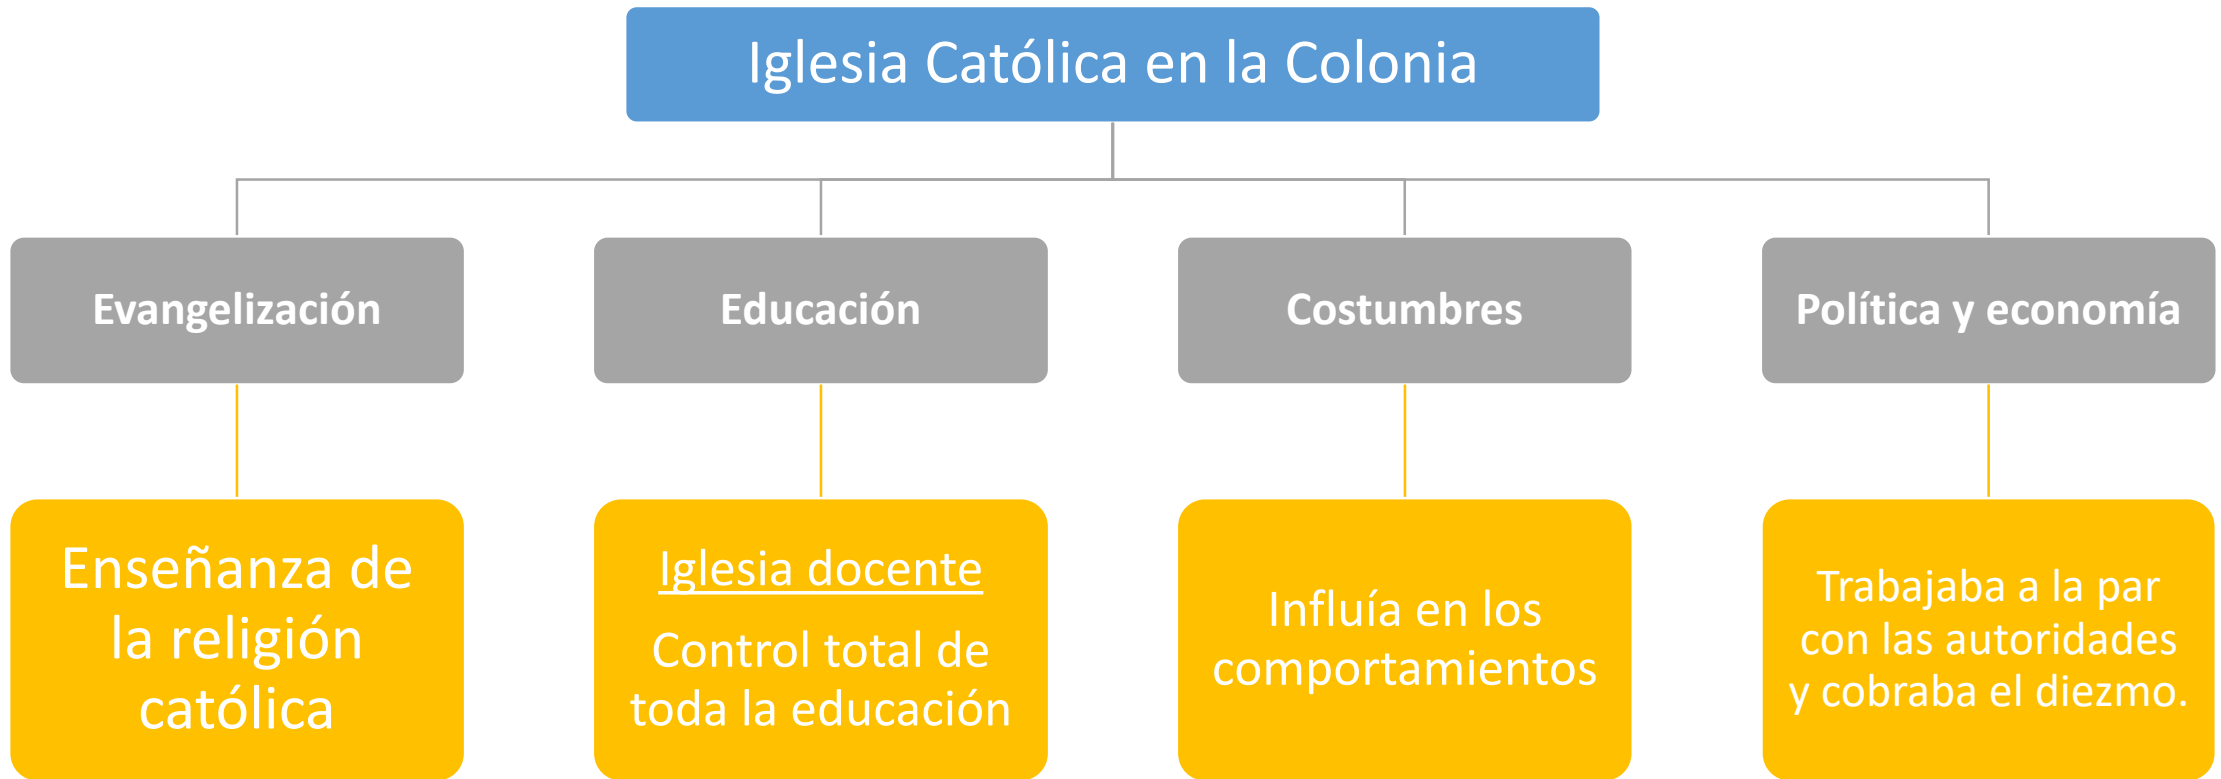 Iglesia Católica en la Colonia
Evangelización
Educación
Costumbres
Política y economía
Enseñanza de
la religión
católica
Iglesia docente
Control total de
toda la educación
Influía en los
comportamientos
Trabajaba a la par
con las autoridades
y cobraba el diezmo.